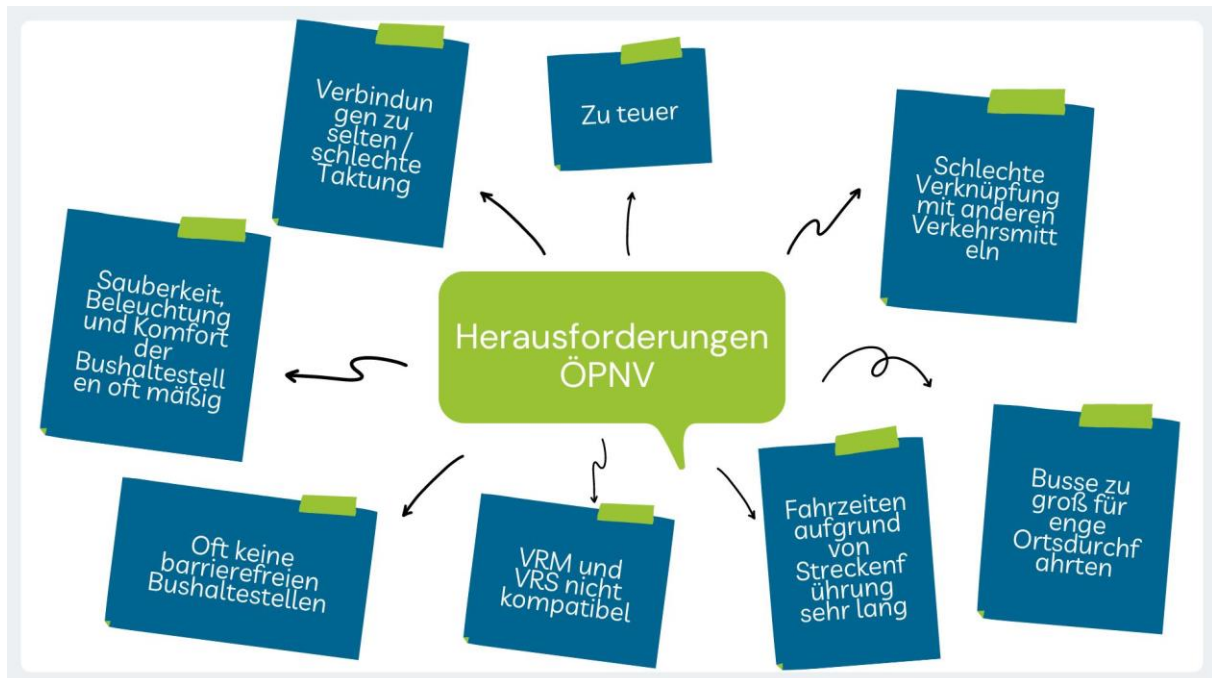 Verbindun
gen zu
selten /
schlechte
Taktung
Zu teuer
Schlechte
Verknüpfung
mit anderen
Verkehrsmitt
eln
Sauberkeit,
Beleuchtung
und Komfort
der
Bushaltestell
en oft mäßig
Herausforderungen
ÖPNV
Oft keine
barrierefreien
Bushaltestellen
VRM und
VRS nicht
kompatibel
Fahrzeiten
aufgrund
von
Streckenf
ührung
sehr lang
Busse zu
groß für
enge
Ortsdurchf
ahrten